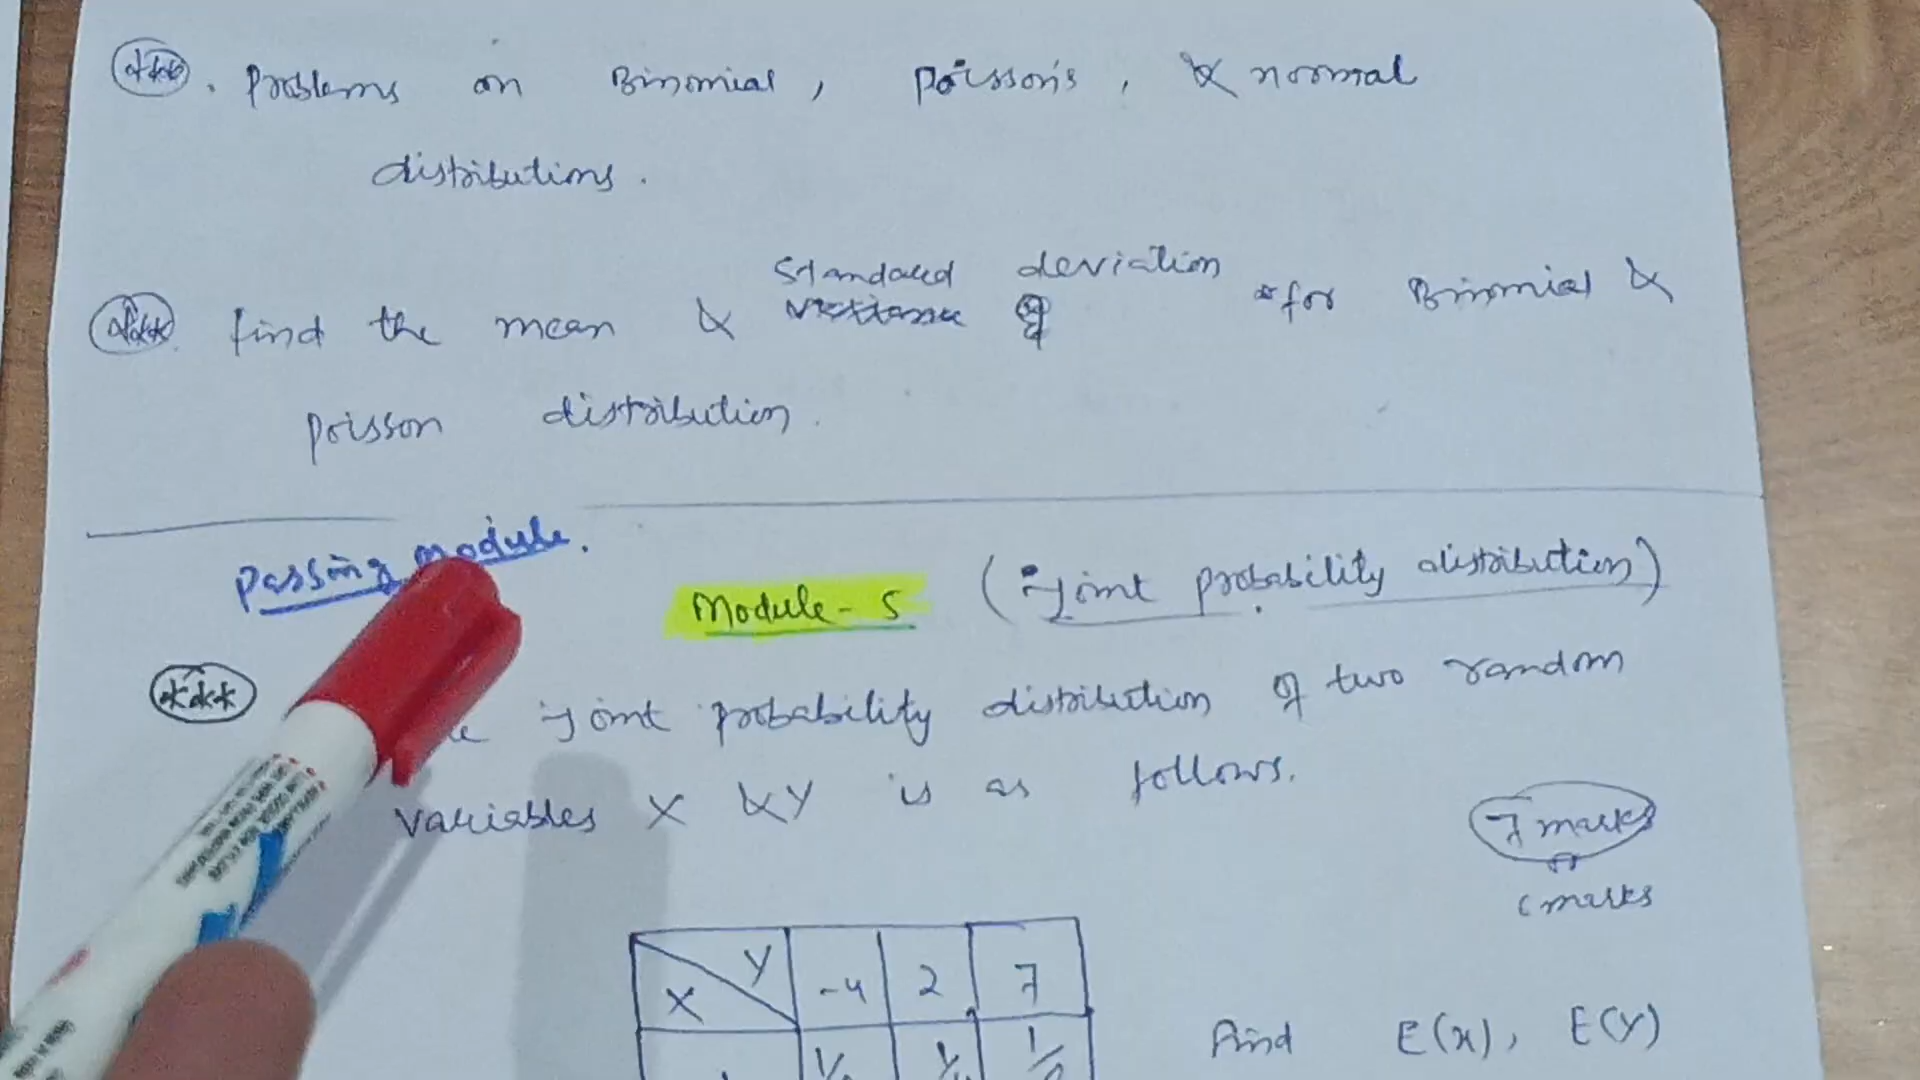 *** . Problems on Binomial, poisson's, & normal
distributions.
standard deviation
*** . find the mean & for Binomial &
poisson distribution.
Passing module.
Module - 5 (Joint probability distribution)
*** joint probability distribution of two random
variables X & Y is as follows.
7 marks
or
6 marks
X Y -4 2 7
Find E(x), E(Y)